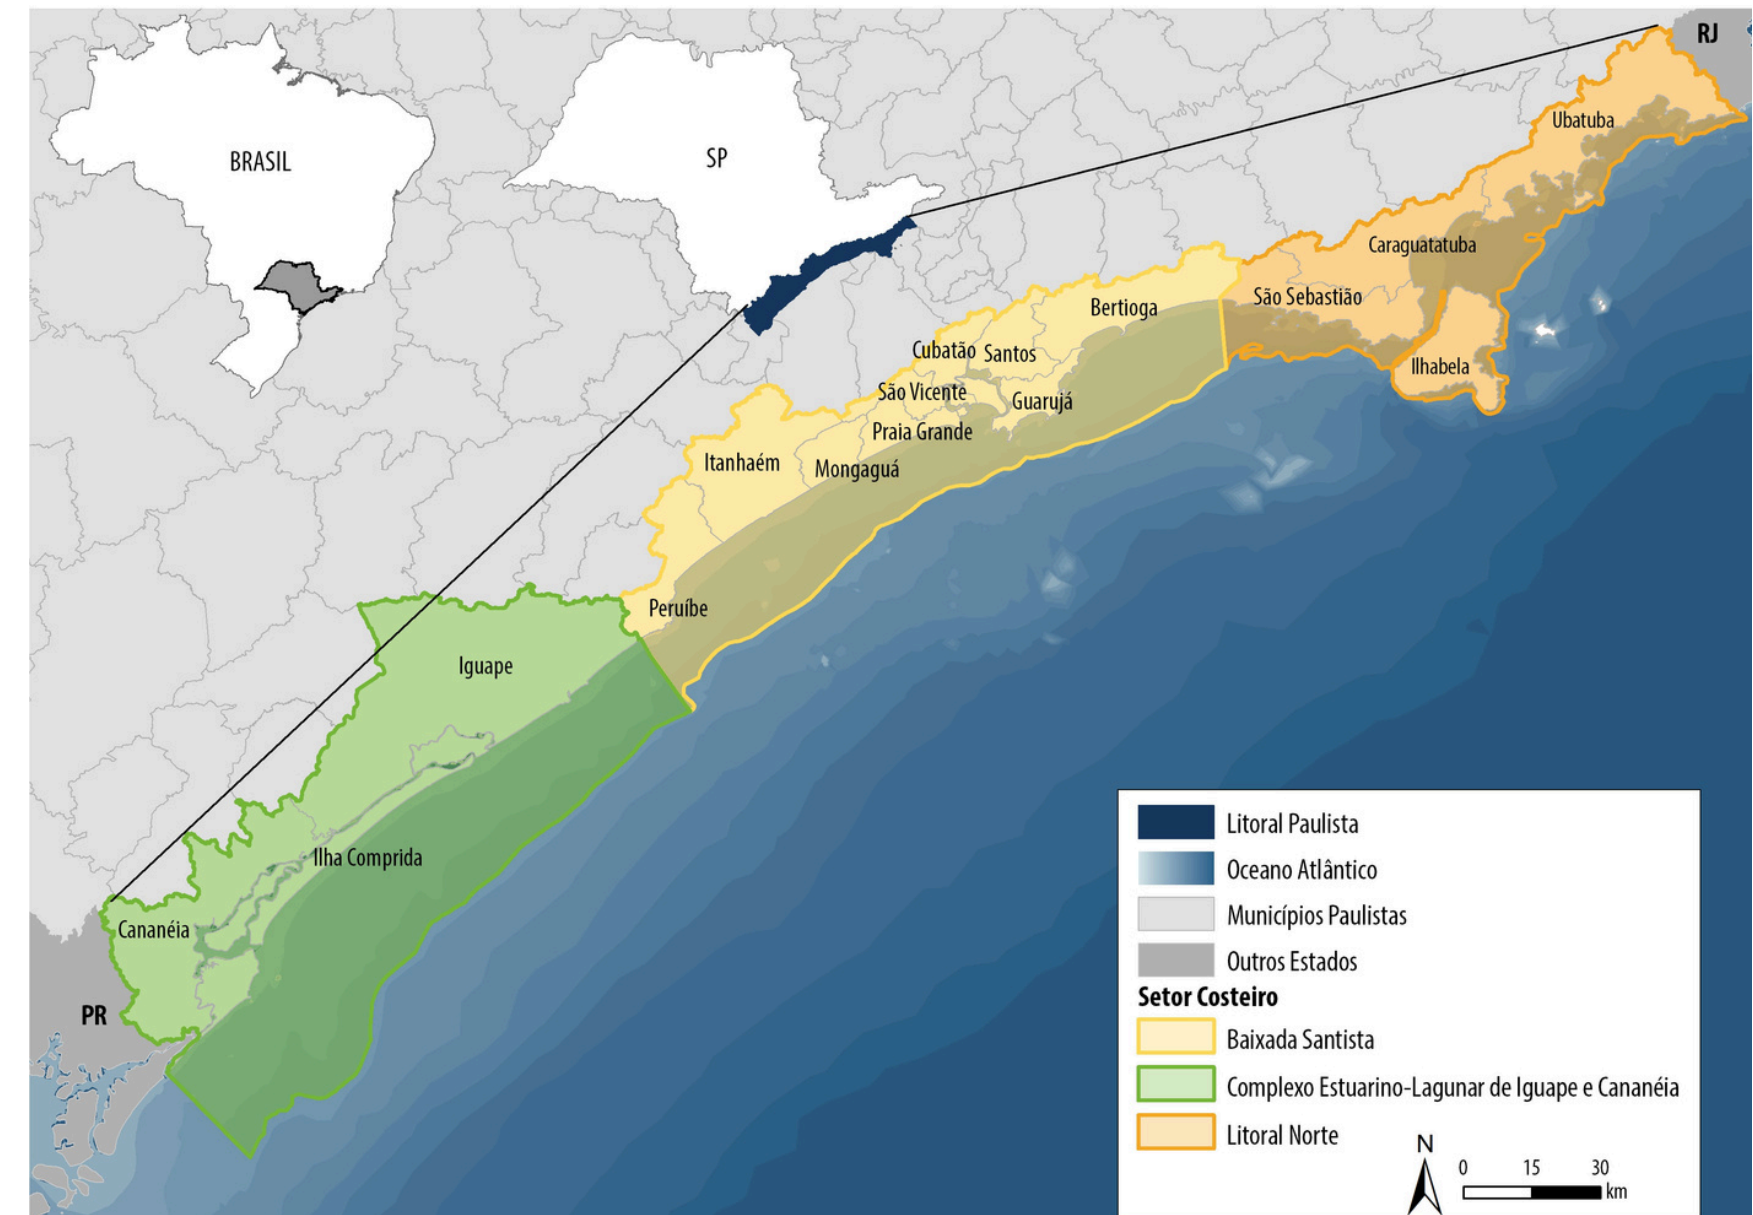 RJ
BRASIL
SP
Ubatuba
Caraguatatuba
São Sebastião
Ilhabela
Bertioga
Cubatão
Santos
São Vicente
Guarujá
Praia Grande
Itanhaém
Mongaguá
Peruíbe
Iguape
Ilha Comprida
Cananéia
PR
Litoral Paulista
Oceano Atlântico
Municípios Paulistas
Outros Estados
Setor Costeiro
Baixada Santista
Complexo Estuarino-Lagunar de Iguape e Cananéia
Litoral Norte
N
0 15 30
km